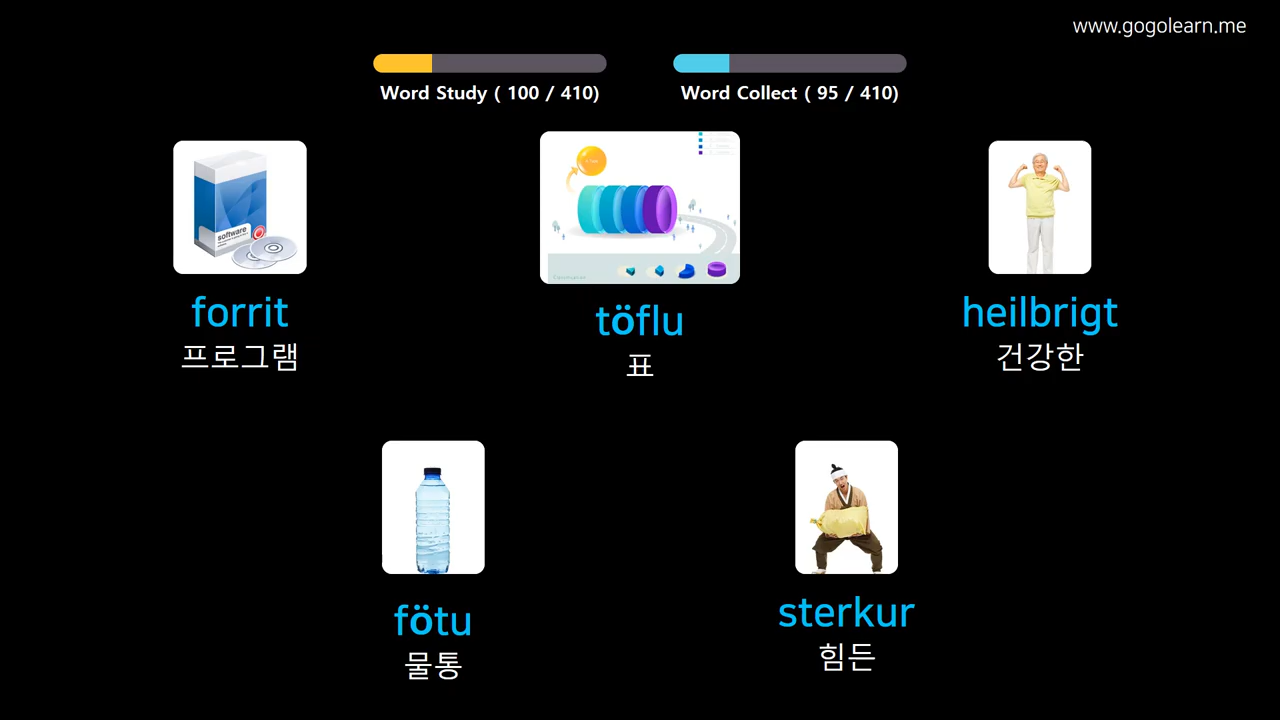 www.gogolearn.me
Word Study ( 100 / 410)
Word Collect ( 95 / 410)
software
forrit
프로그램
töflu
표
heilbrigt
건강한
fötu
물통
sterkur
힘든